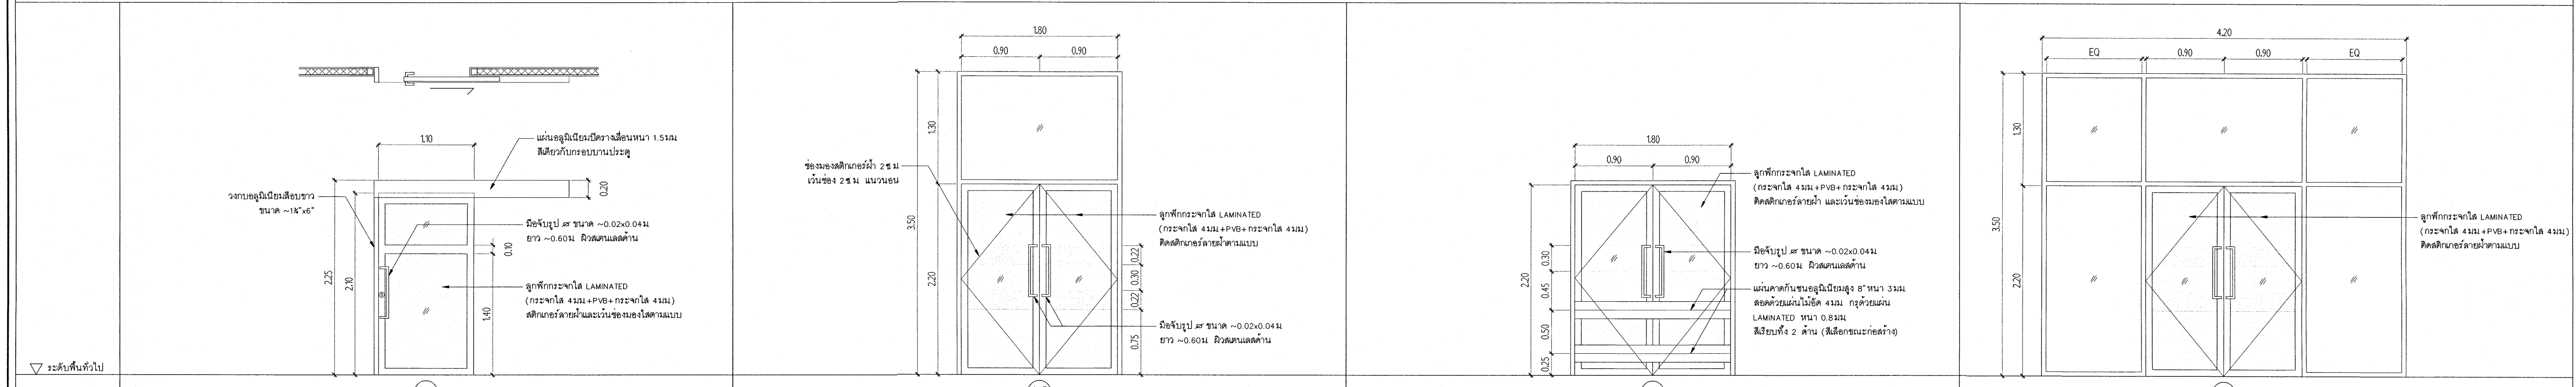 ระดับพื้นทั่วไป
1.10
แผ่นอลูมิเนียมปิดรางเลื่อนหนา 1.5มม.
สีเดียวกับกรอบบานประตู
0.20
วงกบอลูมิเนียมสีอบขาว
ขนาด ~1¾"x6"
มือจับรูป ขนาด ~0.02x0.04ม.
ยาว ~0.60ม. ผิวสเตนเลสด้าน
0.10
2.25
2.10
1.40
ลูกฟักกระจกใส LAMINATED
(กระจกใส 4มม.+PVB+กระจกใส 4มม.)
สติกเกอร์ลายฝ้าและเว้นช่องมองใสตามแบบ
1.80
0.90
0.90
1.30
3.50
2.20
ช่องมองสติกเกอร์ฝ้า 2ซ.ม.
เว้นช่อง 2ซ.ม. แนวนอน
ลูกฟักกระจกใส LAMINATED
(กระจกใส 4มม.+PVB+กระจกใส 4มม.)
ติดสติกเกอร์ลายฝ้าตามแบบ
0.22
0.30
0.22
0.75
มือจับรูป ขนาด ~0.02x0.04ม.
ยาว ~0.60ม. ผิวสเตนเลสด้าน
1.80
0.90
0.90
ลูกฟักกระจกใส LAMINATED
(กระจกใส 4มม.+PVB+กระจกใส 4มม.)
ติดสติกเกอร์ลายฝ้า และเว้นช่องมองใสตามแบบ
2.20
0.30
0.45
0.50
0.25
มือจับรูป ขนาด ~0.02x0.04ม.
ยาว ~0.60ม. ผิวสเตนเลสด้าน
แผ่นคาดกันชนอลูมิเนียมสูง 8"หนา 3มม.
สอดด้วยแผ่นไม้อัด 4มม. กรุด้วยแผ่น
LAMINATED หนา 0.8มม.
สีเรียบทั้ง 2 ด้าน (สีเลือกขณะก่อสร้าง)
4.20
EQ
0.90
0.90
EQ
1.30
3.50
2.20
ลูกฟักกระจกใส LAMINATED
(กระจกใส 4มม.+PVB+กระจกใส 4มม.)
ติดสติกเกอร์ลายฝ้าตามแบบ